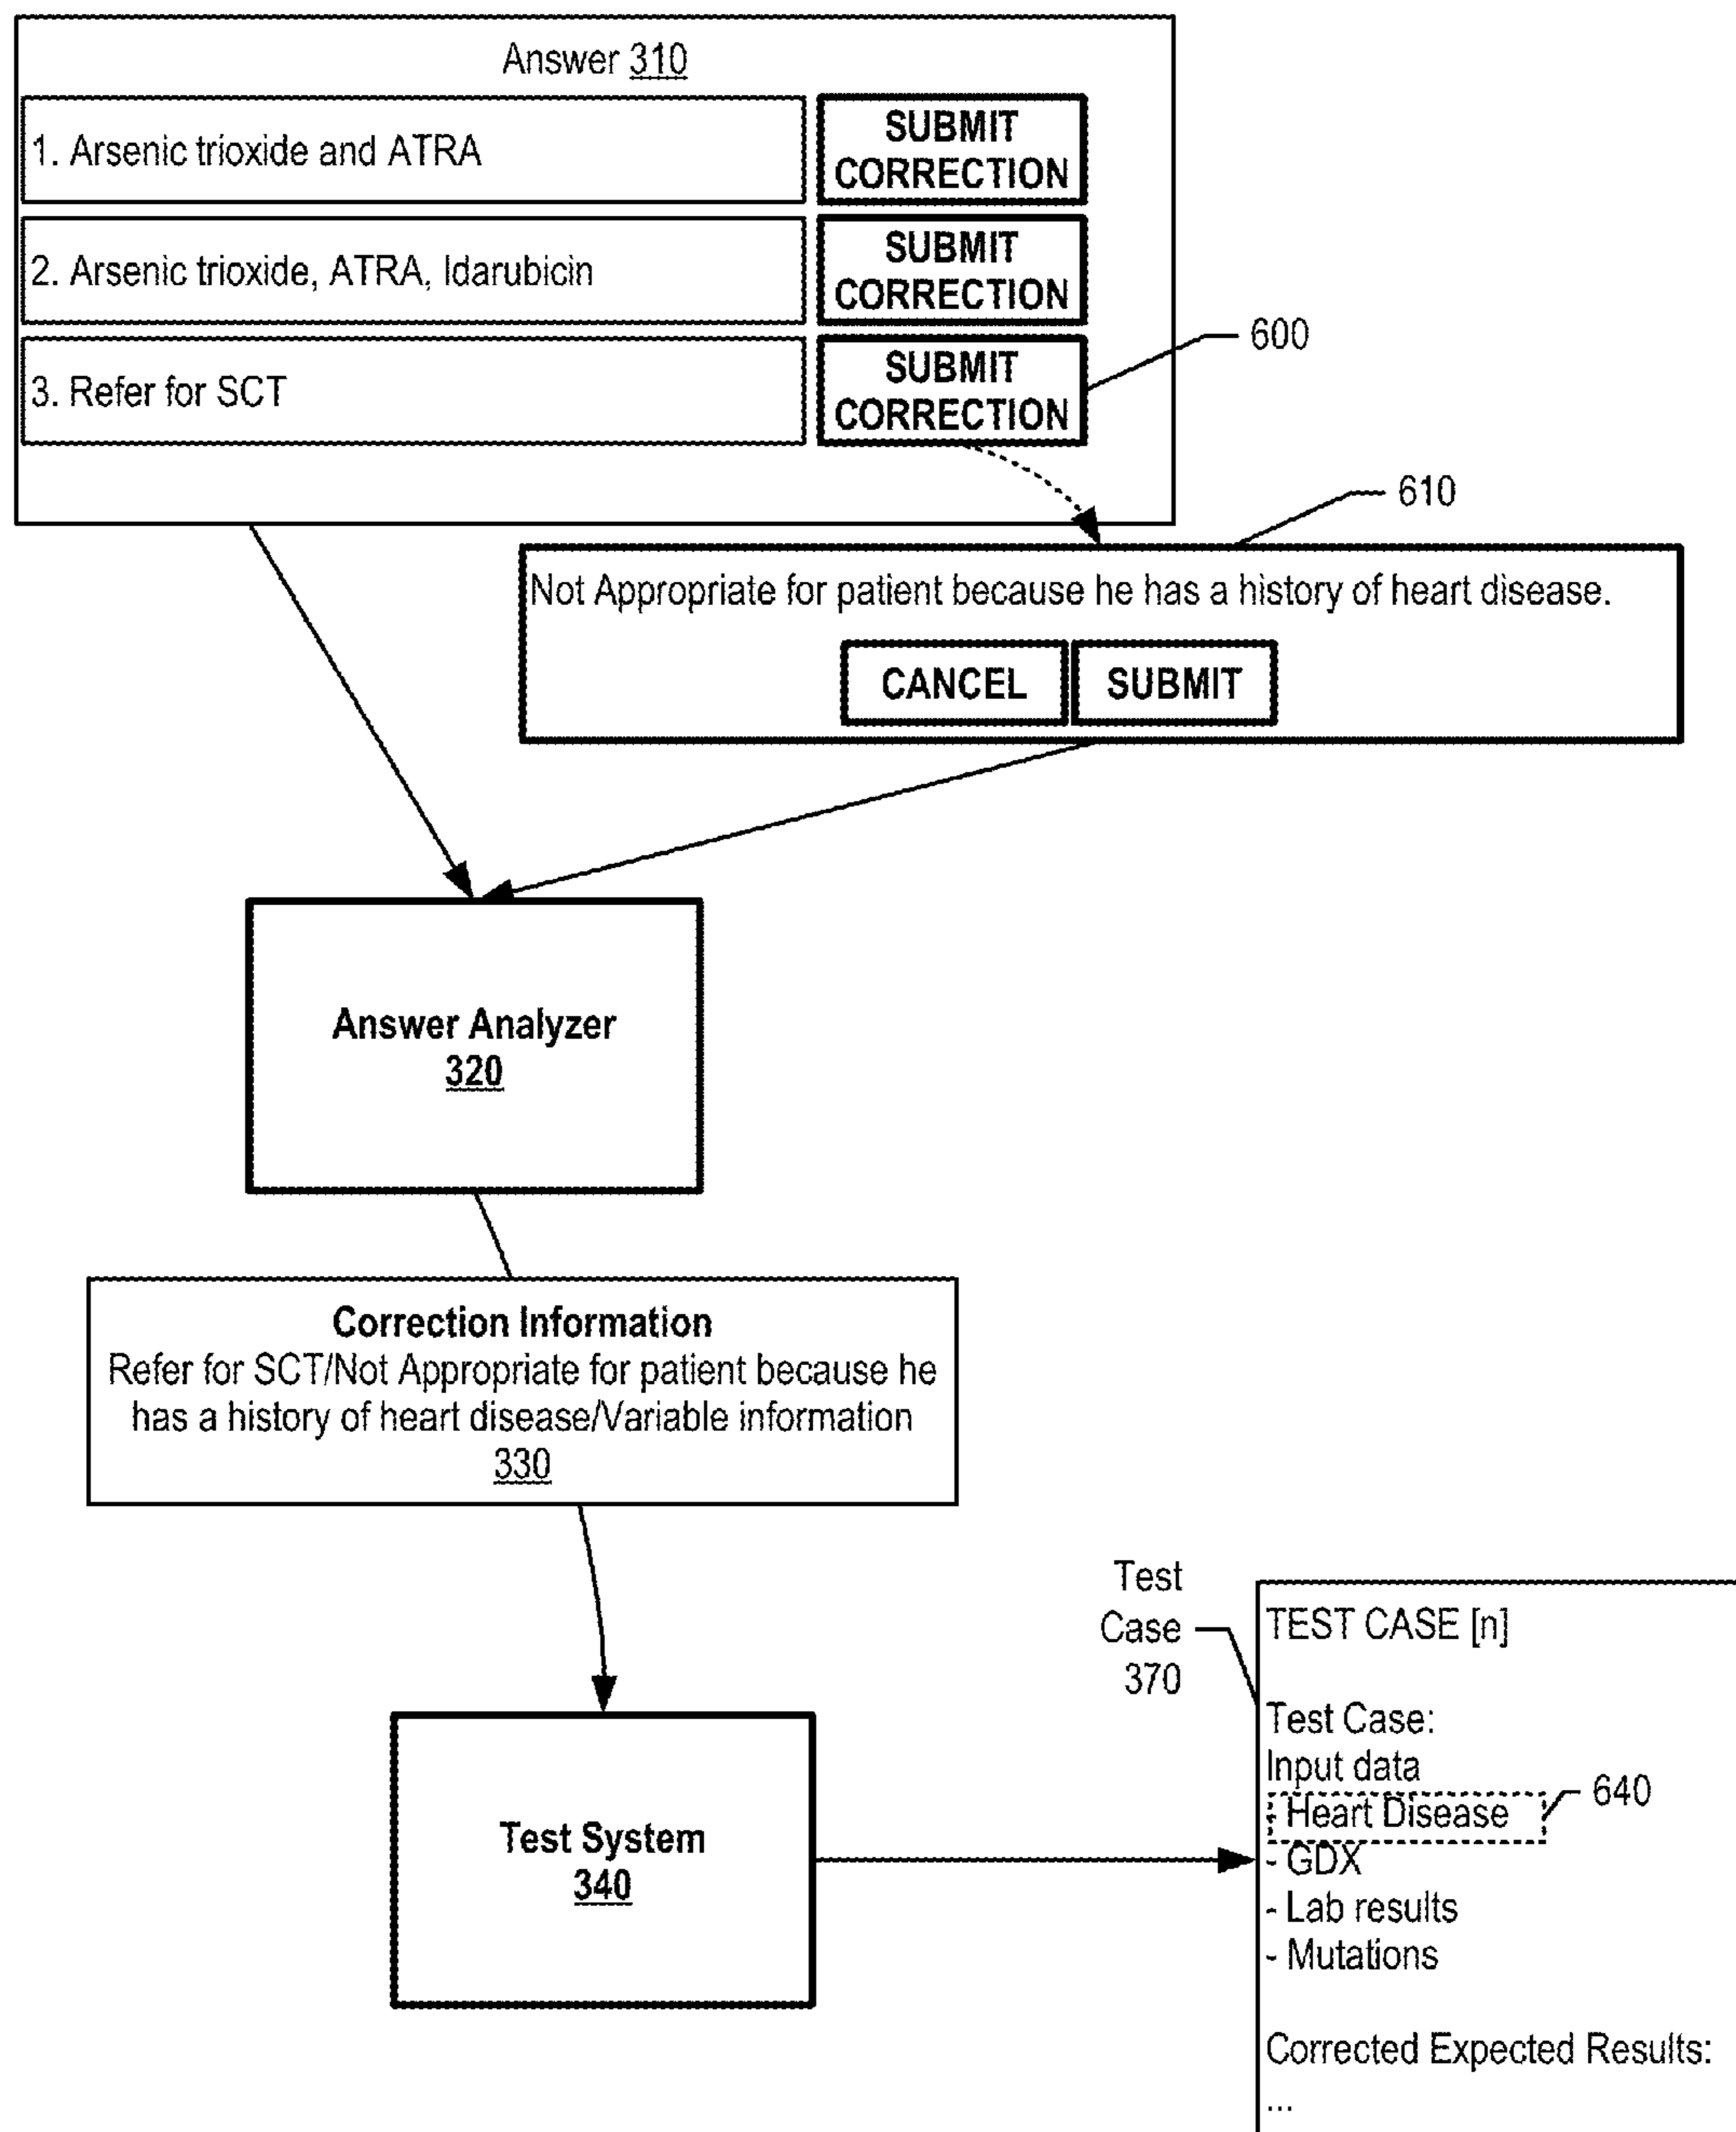 Answer 310
1. Arsenic trioxide and ATRA
SUBMIT
CORRECTION
2. Arsenic trioxide, ATRA, Idarubicin
SUBMIT
CORRECTION
3. Refer for SCT
SUBMIT
CORRECTION
600
610
Not Appropriate for patient because he has a history of heart disease.
CANCEL
SUBMIT
Answer Analyzer
320
Correction Information
Refer for SCT/Not Appropriate for patient because he
has a history of heart disease/Variable information
330
Test System
340
Test
Case
370
TEST CASE [n]
Test Case:
Input data
- Heart Disease
640
- GDX
- Lab results
- Mutations
Corrected Expected Results:
...